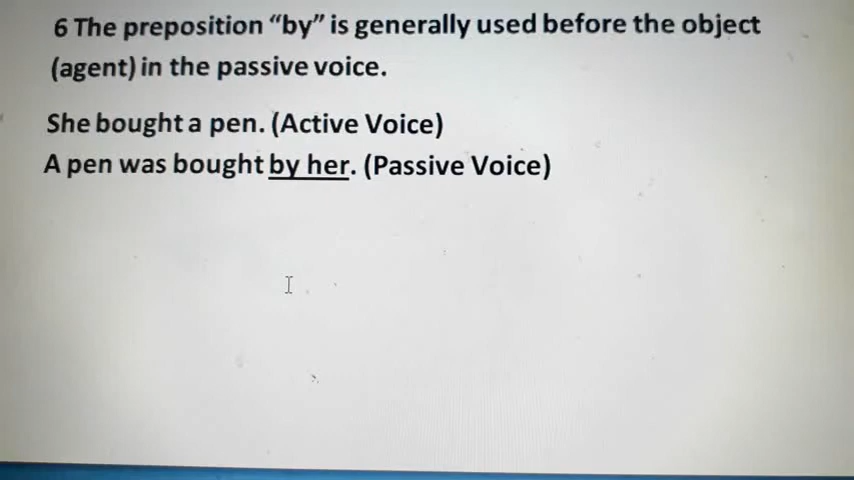 6 The preposition “by” is generally used before the object
(agent) in the passive voice.
She bought a pen. (Active Voice)
A pen was bought by her. (Passive Voice)